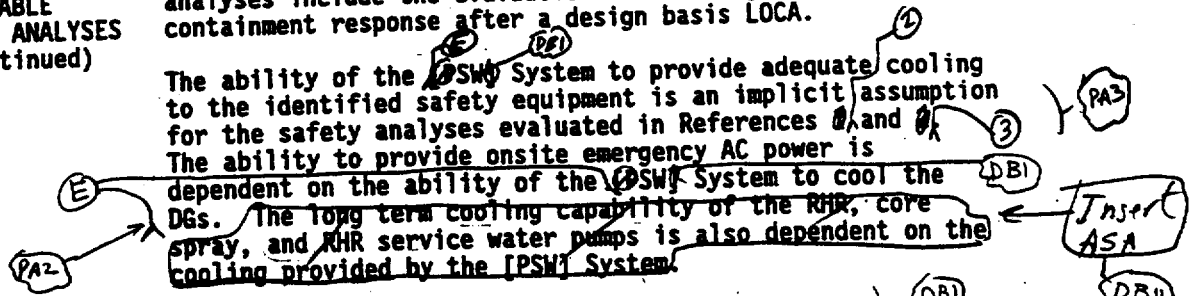 ABLE
analyses include the evaluation
ANALYSES containment response after a design basis LOCA.
tinued)
E DB1 2
The ability of the [PSW] System to provide adequate cooling
to the identified safety equipment is an implicit assumption PA3
for the safety analyses evaluated in References and 3
The ability to provide onsite emergency AC power is
E dependent on the ability of the [PSW] System to cool the DB1
DGs. The long term cooling capability of the RHR, core Insert
spray, and RHR service water pumps is also dependent on the ASA
PA2 cooling provided by the [PSW] System.
DB1 DB11